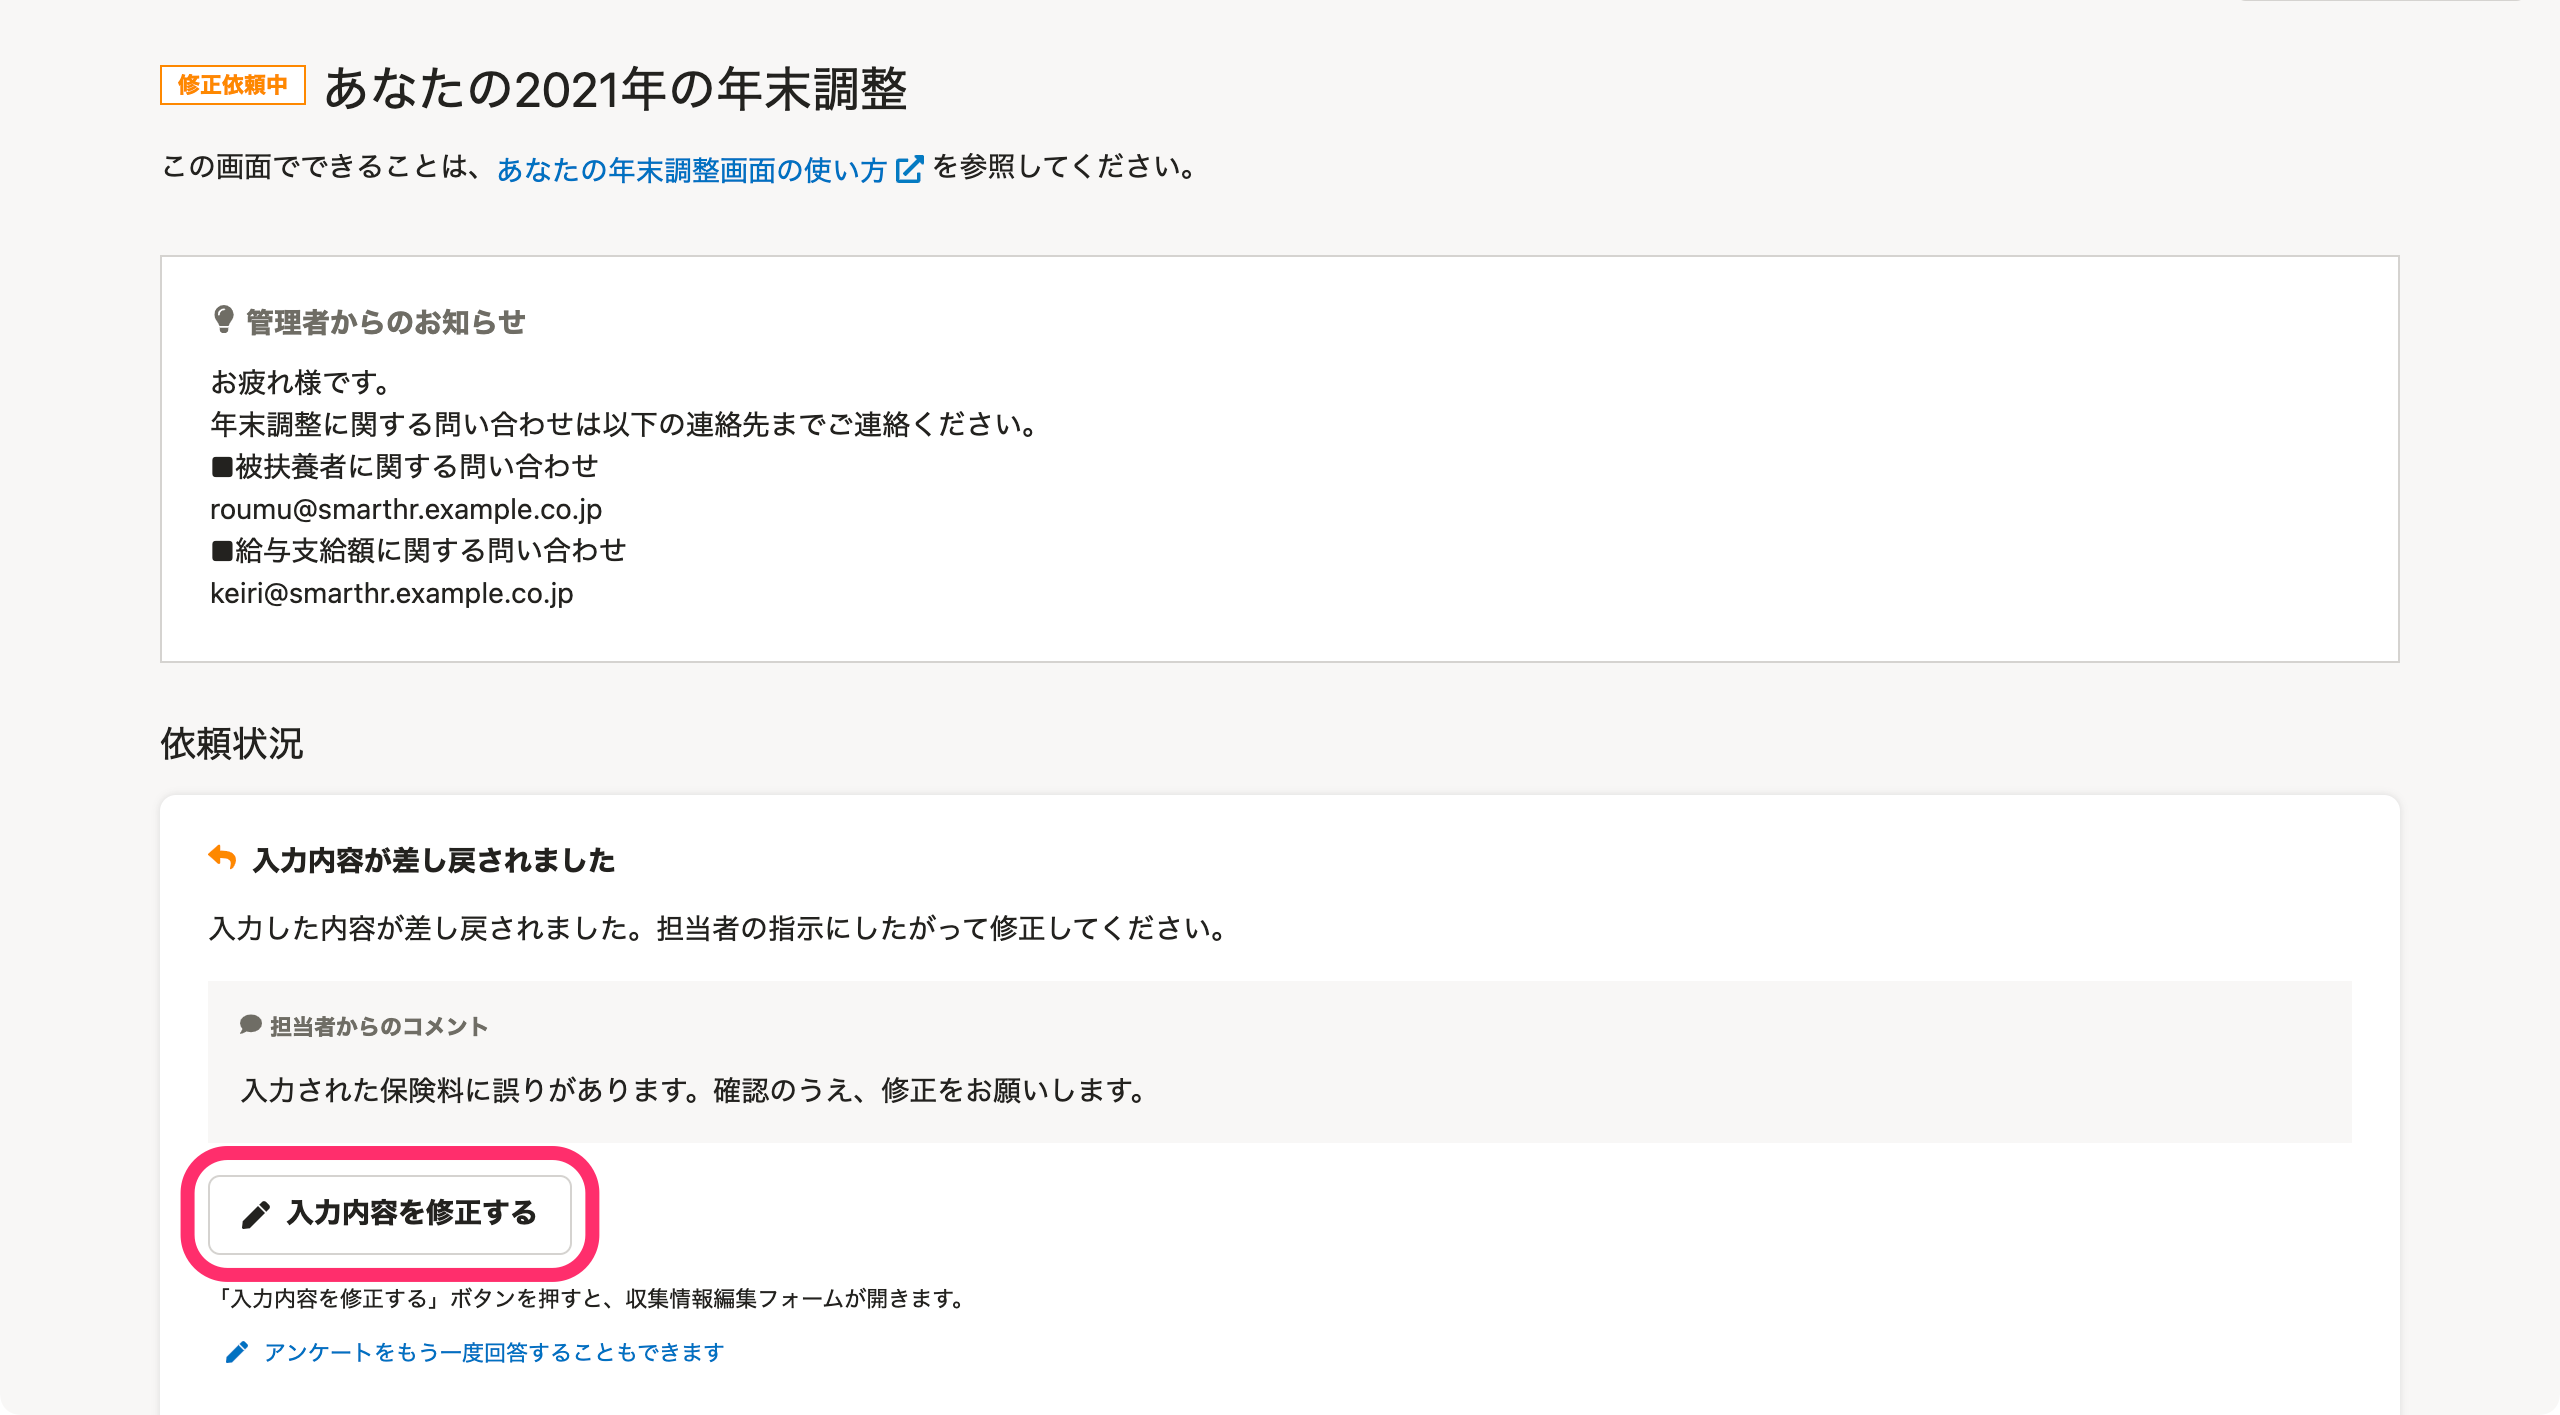 修正依頼中 あなたの2021年の年末調整
この画面でできることは、あなたの年末調整画面の使い方 を参照してください。
管理者からのお知らせ
お疲れ様です。
年末調整に関する問い合わせは以下の連絡先までご連絡ください。
■被扶養者に関する問い合わせ
roumu@smarthr.example.co.jp
■給与支給額に関する問い合わせ
keiri@smarthr.example.co.jp
依頼状況
入力内容が差し戻されました
入力した内容が差し戻されました。担当者の指示にしたがって修正してください。
担当者からのコメント
入力された保険料に誤りがあります。確認のうえ、修正をお願いします。
入力内容を修正する
「入力内容を修正する」ボタンを押すと、収集情報編集フォームが開きます。
アンケートをもう一度回答することもできます